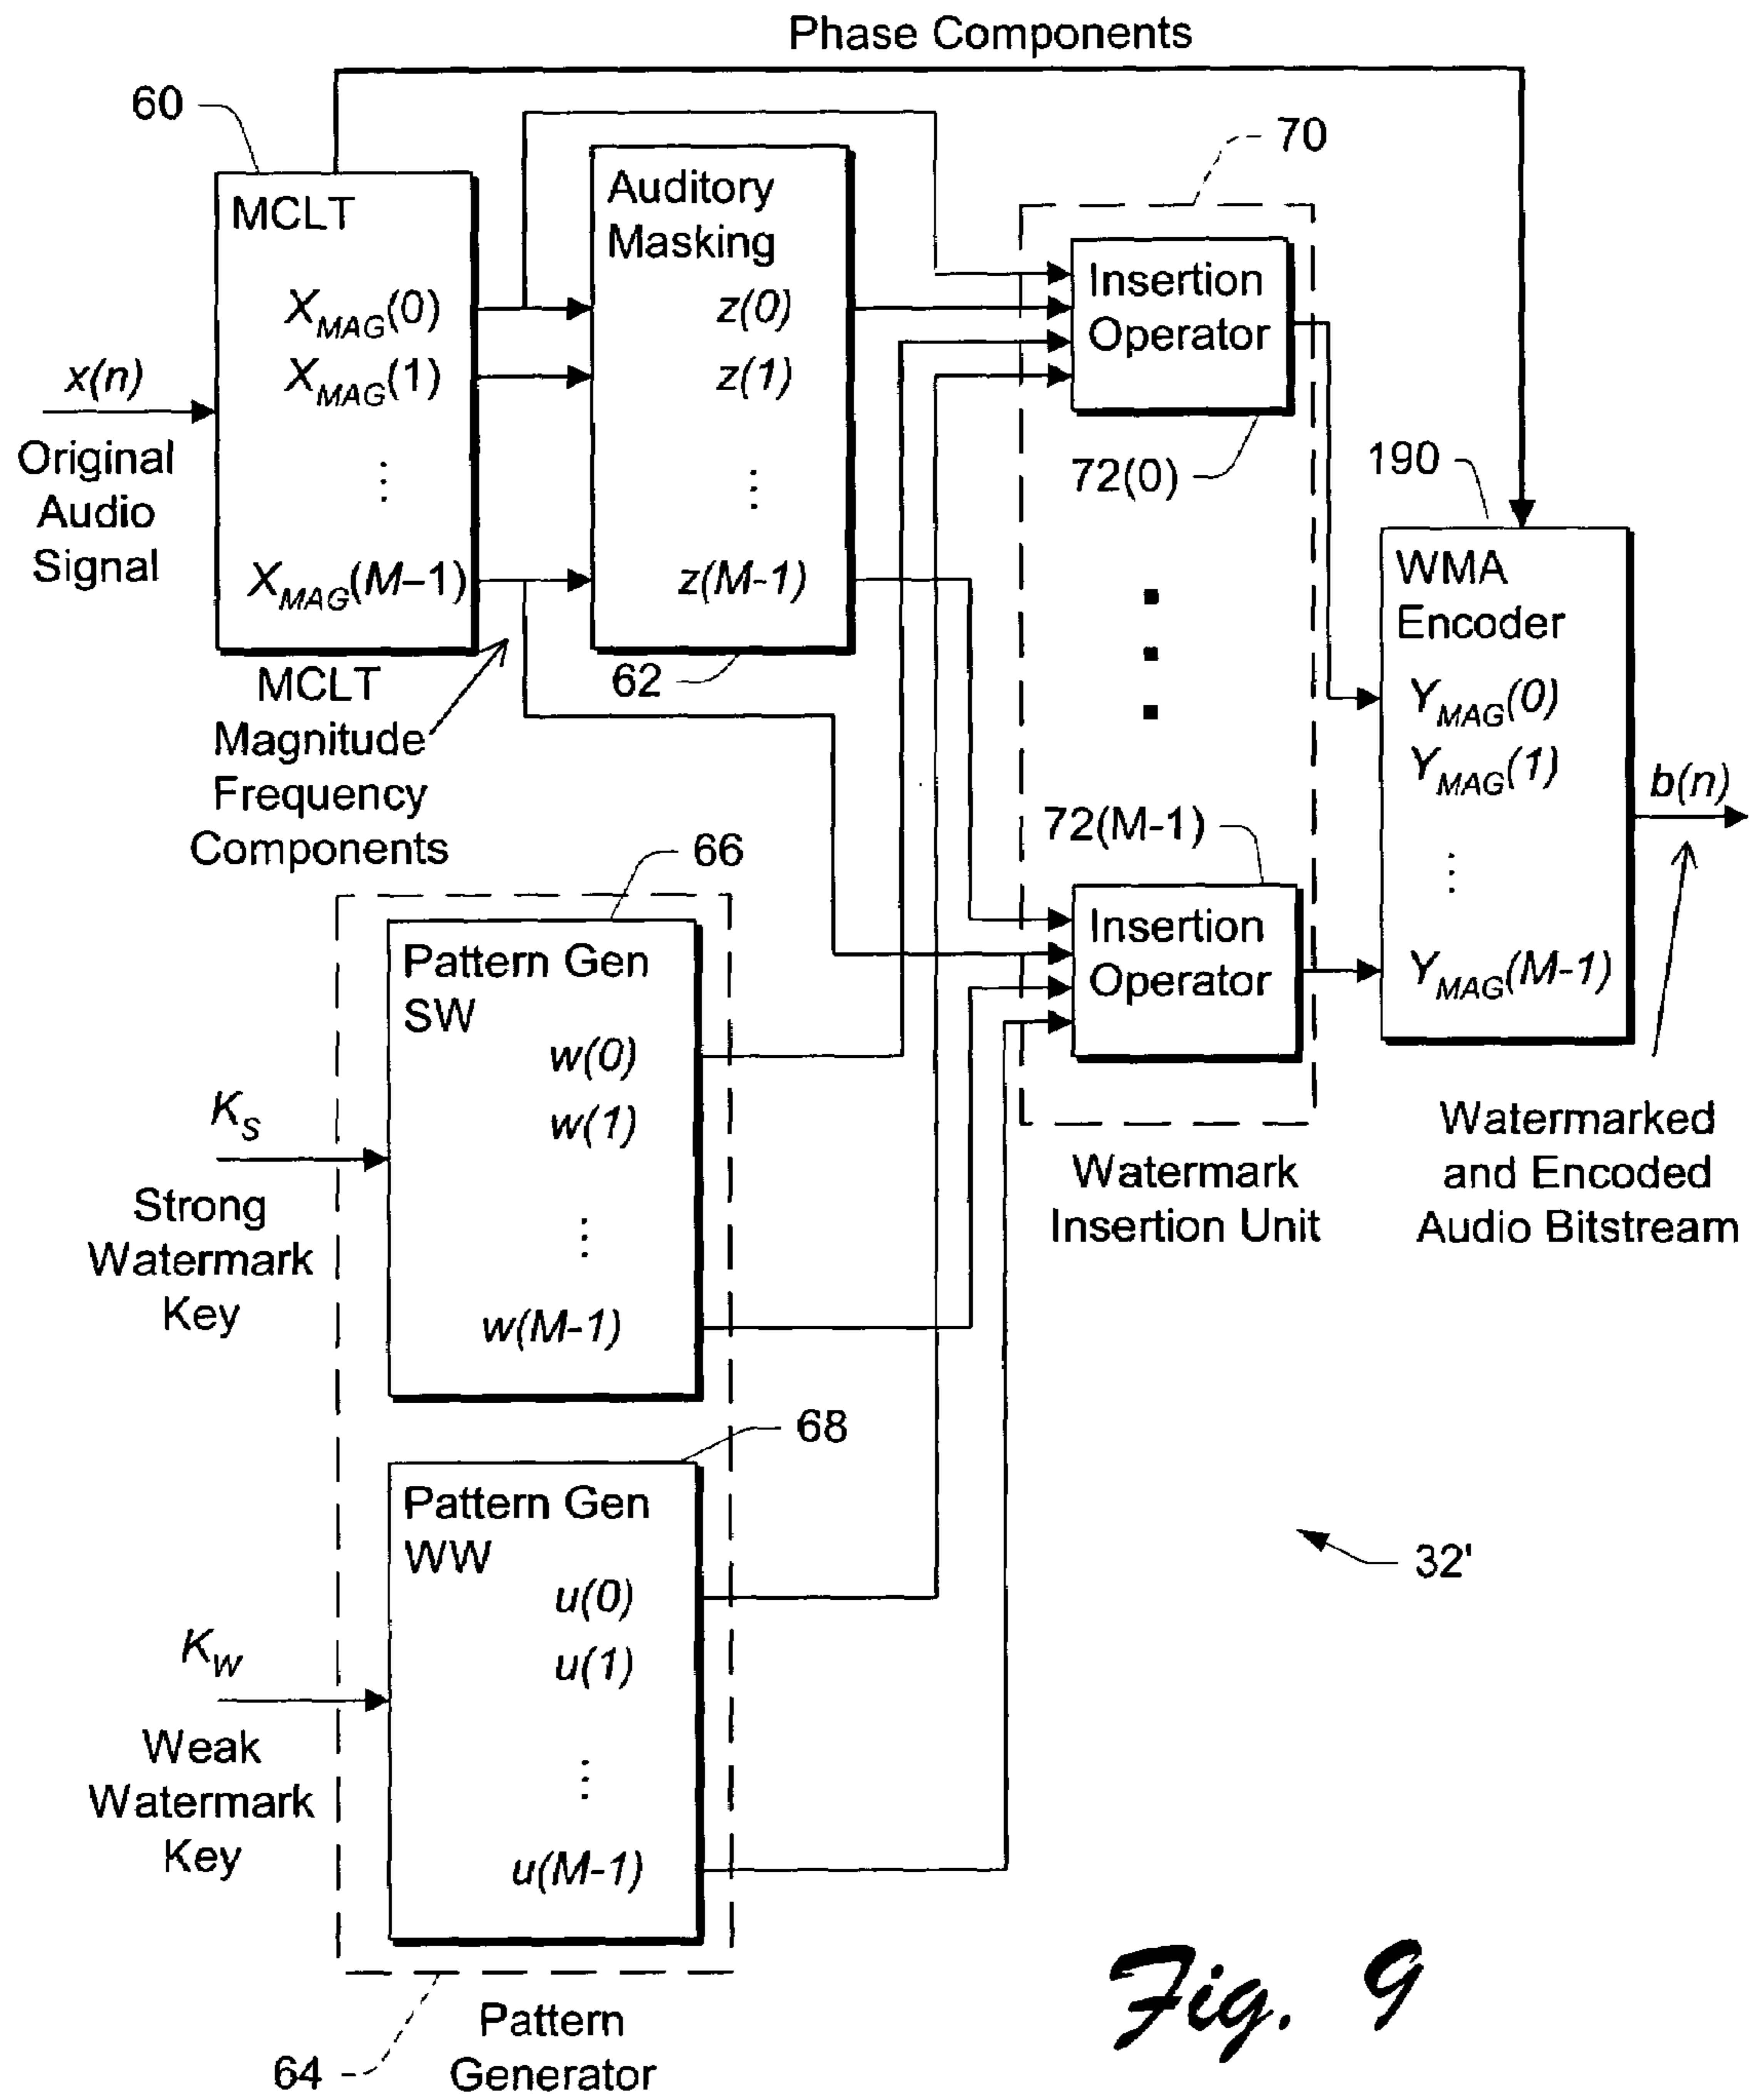 Phase Components
60
MCLT
X_MAG(0)
X_MAG(1)
⋮
X_MAG(M–1)
x(n)
Original
Audio
Signal
MCLT
Magnitude
Frequency
Components
Auditory
Masking
z(0)
z(1)
⋮
z(M-1)
62
70
Insertion
Operator
72(0)
72(M-1)
Insertion
Operator
Watermark
Insertion Unit
190
WMA
Encoder
Y_MAG(0)
Y_MAG(1)
⋮
Y_MAG(M-1)
b(n)
Watermarked
and Encoded
Audio Bitstream
66
Pattern Gen
SW
w(0)
w(1)
⋮
w(M-1)
K_S
Strong
Watermark
Key
68
Pattern Gen
WW
u(0)
u(1)
⋮
u(M-1)
K_W
Weak
Watermark
Key
64
Pattern
Generator
32'
Fig. 9